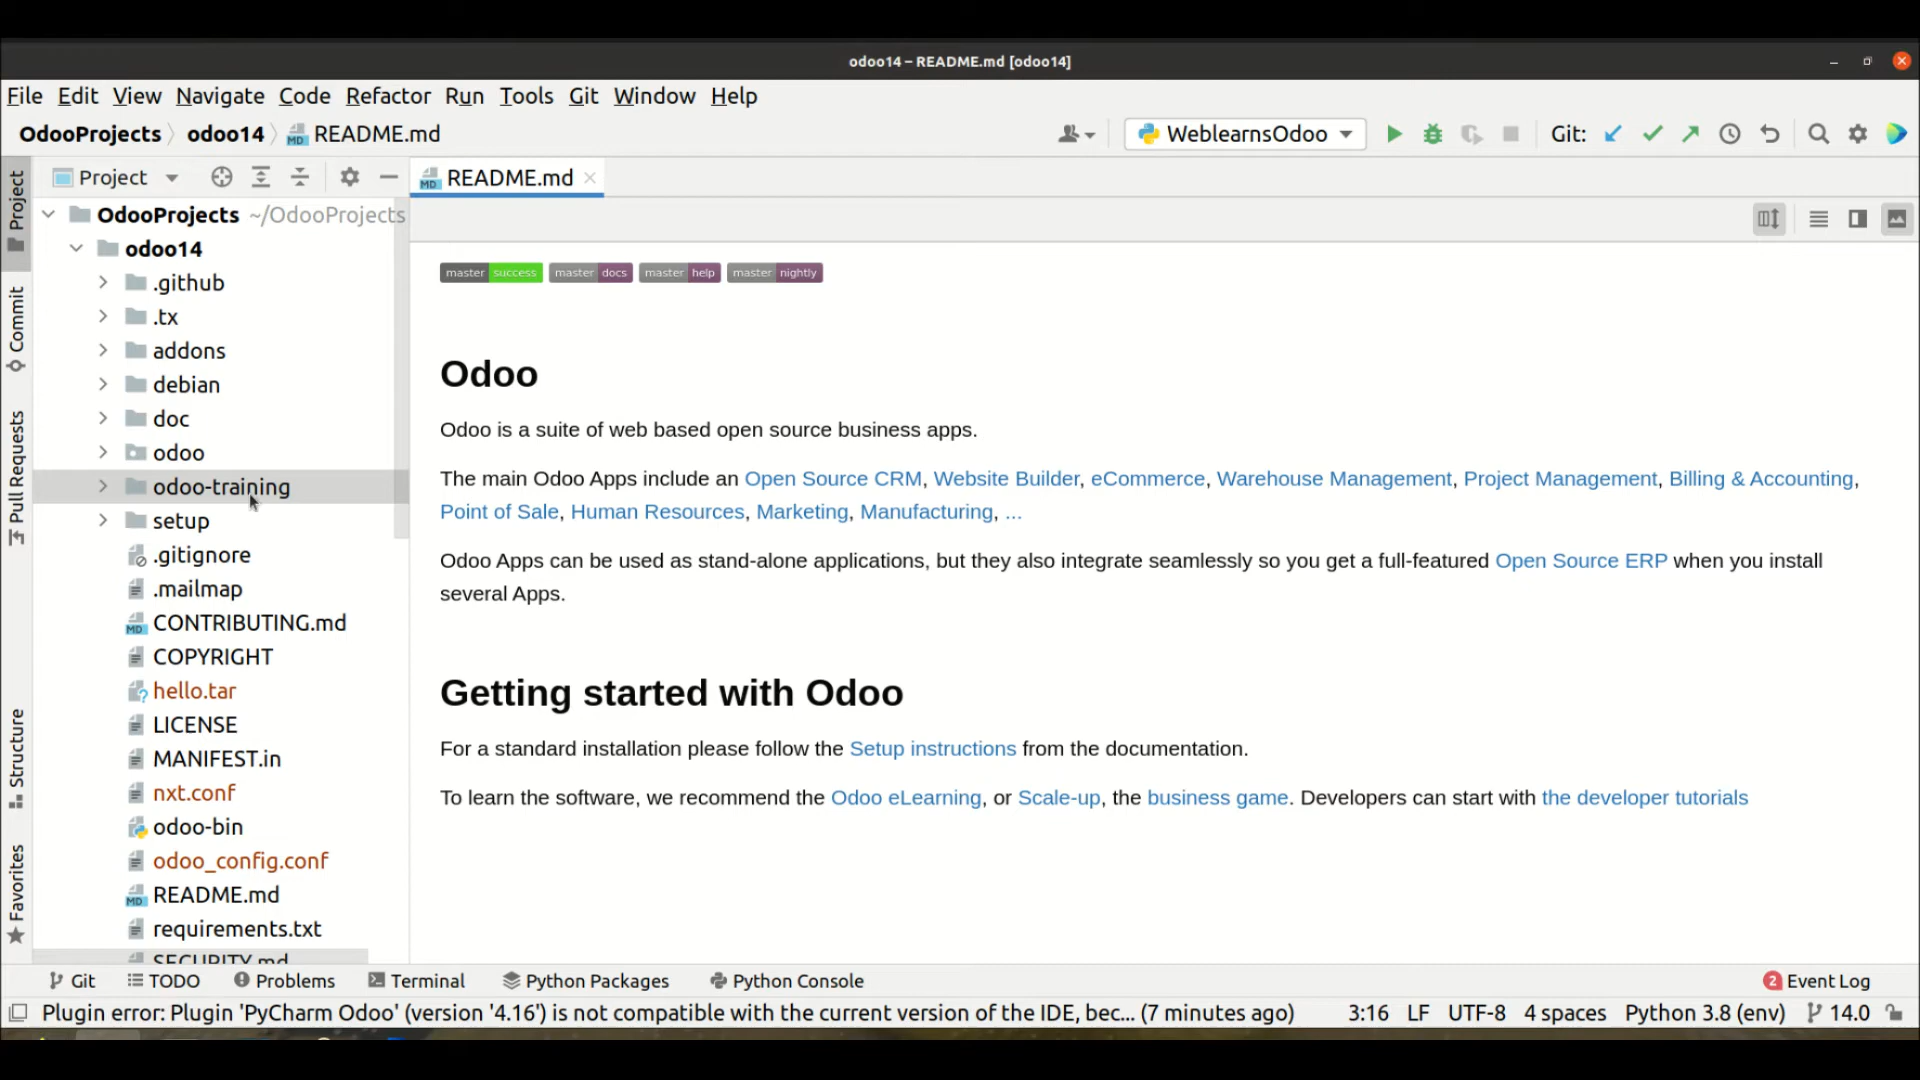 odoo14 – README.md [odoo14]
File Edit View Navigate Code Refactor Run Tools Git Window Help
OdooProjects odoo14 README.md WeblearnsOdoo Git:
Project README.md
Project
Commit
Pull Requests
Structure
Favorites
OdooProjects ~/OdooProjects
odoo14
.github
.tx
addons
debian
doc
odoo
odoo-training
setup
.gitignore
.mailmap
CONTRIBUTING.md
COPYRIGHT
hello.tar
LICENSE
MANIFEST.in
nxt.conf
odoo-bin
odoo_config.conf
README.md
requirements.txt
SECURITY.md
master success master docs master help master nightly
Odoo
Odoo is a suite of web based open source business apps.
The main Odoo Apps include an Open Source CRM, Website Builder, eCommerce, Warehouse Management, Project Management, Billing & Accounting,
Point of Sale, Human Resources, Marketing, Manufacturing, ...
Odoo Apps can be used as stand-alone applications, but they also integrate seamlessly so you get a full-featured Open Source ERP when you install
several Apps.
Getting started with Odoo
For a standard installation please follow the Setup instructions from the documentation.
To learn the software, we recommend the Odoo eLearning, or Scale-up, the business game. Developers can start with the developer tutorials
Git TODO Problems Terminal Python Packages Python Console 2 Event Log
Plugin error: Plugin 'PyCharm Odoo' (version '4.16') is not compatible with the current version of the IDE, bec... (7 minutes ago) 3:16 LF UTF-8 4 spaces Python 3.8 (env) 14.0